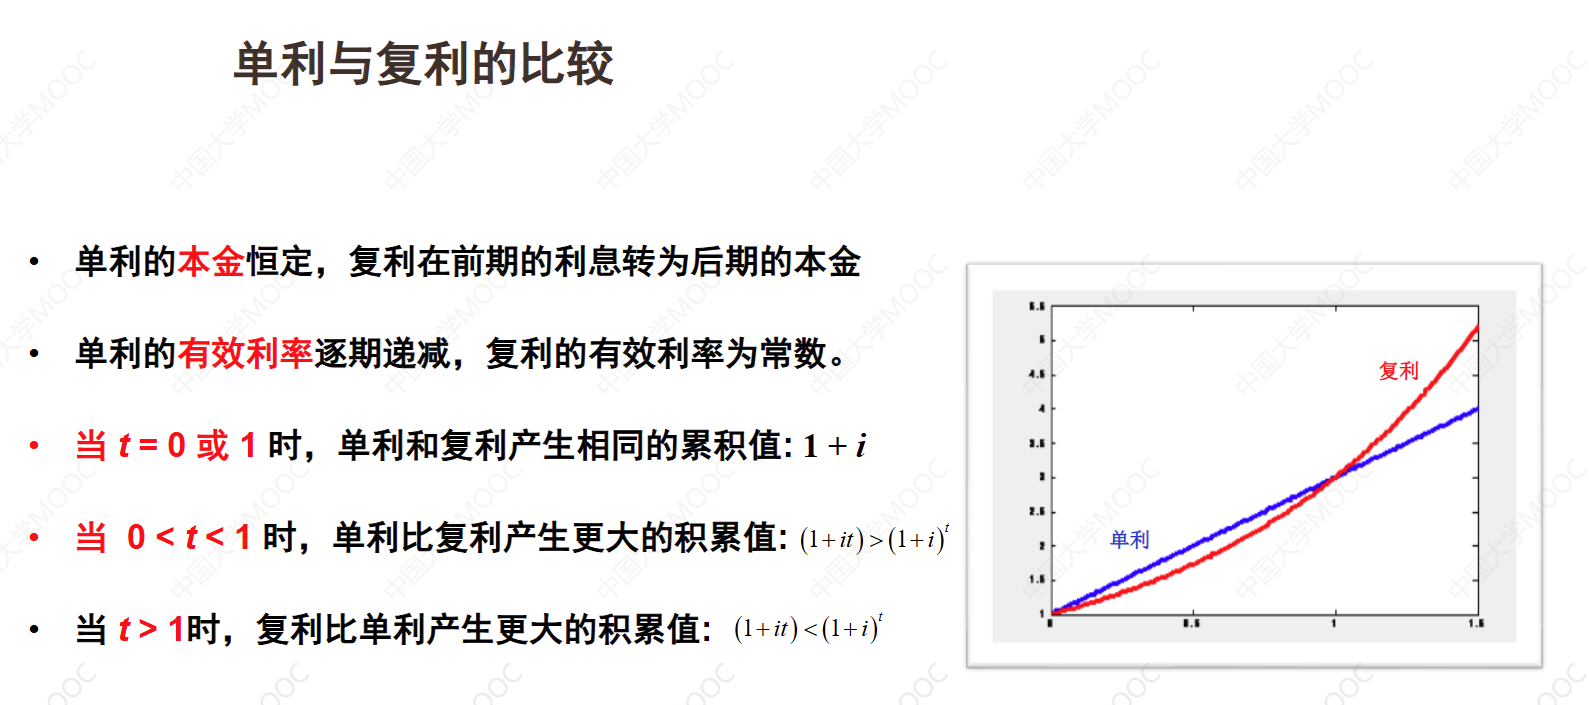 单利与复利的比较
• 单利的本金恒定，复利在前期的利息转为后期的本金
• 单利的有效利率逐期递减，复利的有效利率为常数。
• 当 t = 0 或 1 时，单利和复利产生相同的累积值: 1 + i
• 当 0 < t < 1 时，单利比复利产生更大的积累值: (1+it)>(1+i)^t
• 当 t > 1时，复利比单利产生更大的积累值: (1+it)<(1+i)^t
5.5
5
4.5
4
3.5
3
2.5
2
1.5
1
0
0.5
1
1.5
复利
单利
中国大学MOOC